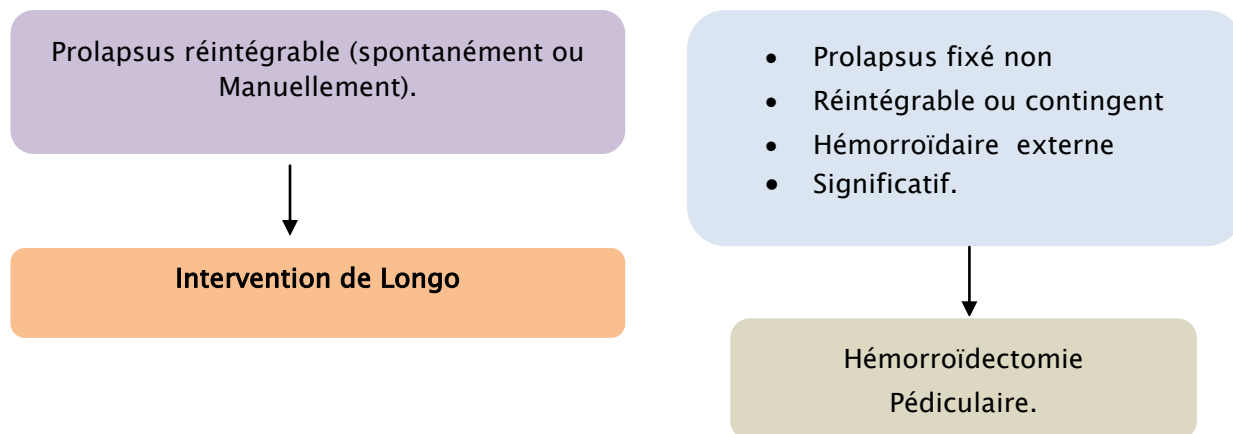 Prolapsus réintégrable (spontanément ou
Manuellement).
Intervention de Longo
• Prolapsus fixé non
• Réintégrable ou contingent
• Hémorroïdaire externe
• Significatif.
Hémorroïdectomie
Pédiculaire.